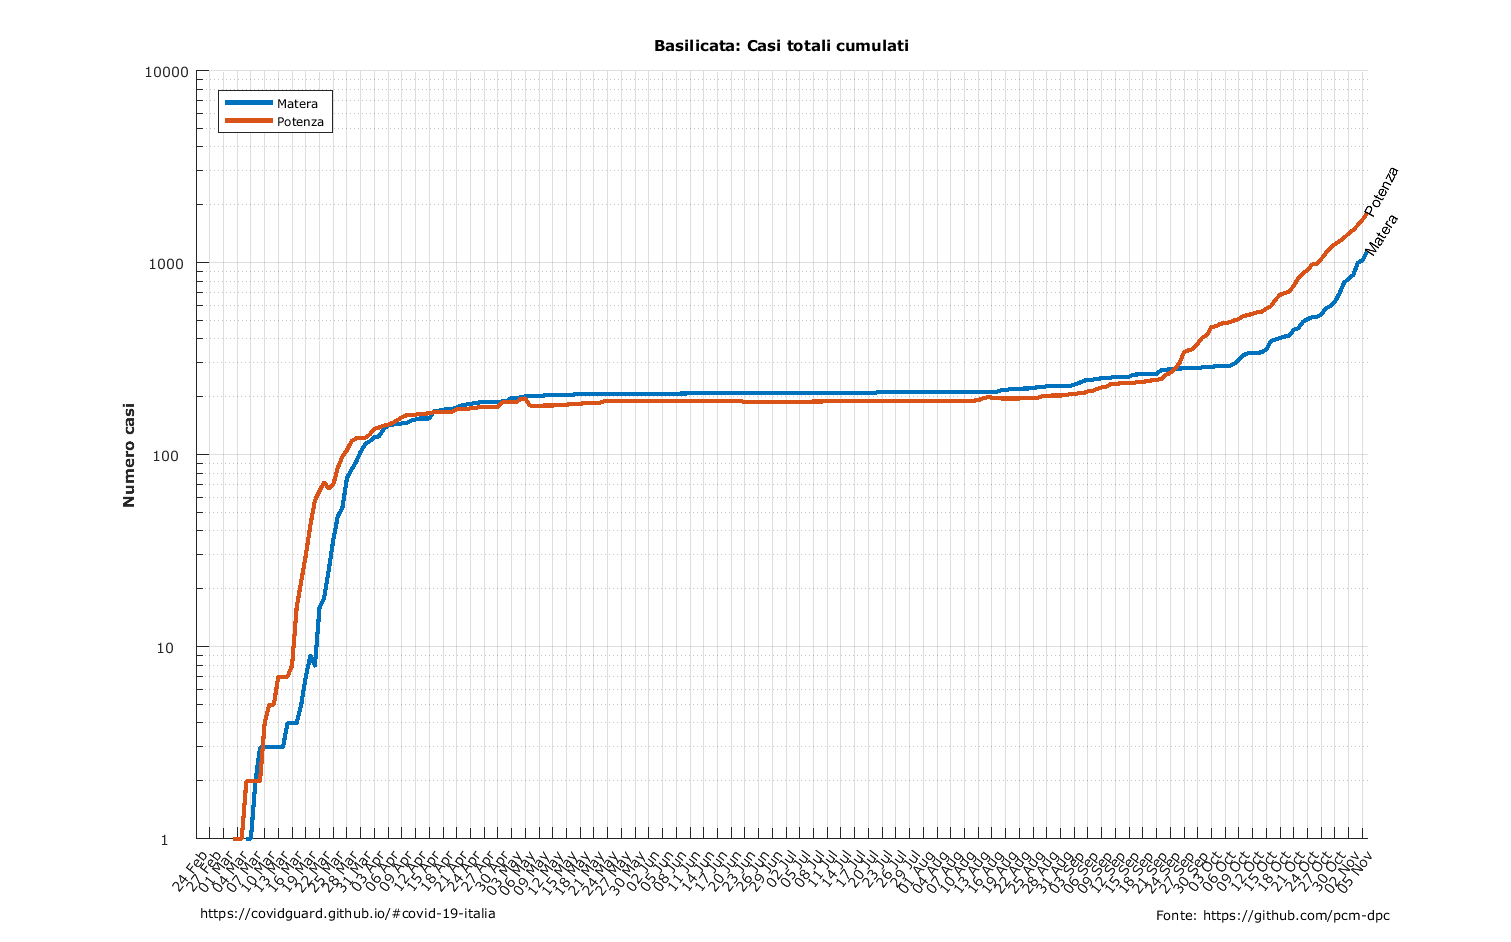 Basilicata: Casi totali cumulati
10000
1000
100
10
1
Numero casi
Matera
Potenza
Potenza
Matera
24 Feb
27 Feb
01 Mar
04 Mar
07 Mar
10 Mar
13 Mar
16 Mar
19 Mar
22 Mar
25 Mar
28 Mar
31 Mar
03 Apr
06 Apr
09 Apr
12 Apr
15 Apr
18 Apr
21 Apr
24 Apr
27 Apr
30 Apr
03 May
06 May
09 May
12 May
15 May
18 May
21 May
24 May
27 May
30 May
02 Jun
05 Jun
08 Jun
11 Jun
14 Jun
17 Jun
20 Jun
23 Jun
26 Jun
29 Jun
02 Jul
05 Jul
08 Jul
11 Jul
14 Jul
17 Jul
20 Jul
23 Jul
26 Jul
29 Jul
01 Aug
04 Aug
07 Aug
10 Aug
13 Aug
16 Aug
19 Aug
22 Aug
25 Aug
28 Aug
31 Aug
03 Sep
06 Sep
09 Sep
12 Sep
15 Sep
18 Sep
21 Sep
24 Sep
27 Sep
30 Sep
03 Oct
06 Oct
09 Oct
12 Oct
15 Oct
18 Oct
21 Oct
24 Oct
27 Oct
30 Oct
02 Nov
05 Nov
https://covidguard.github.io/#covid-19-italia
Fonte: https://github.com/pcm-dpc